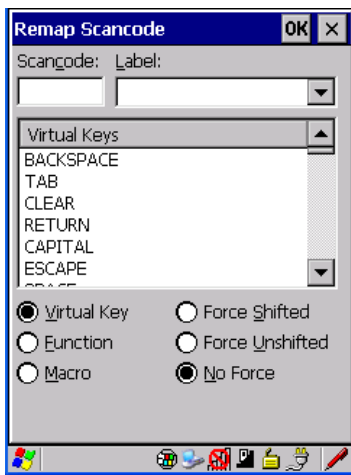 Remap Scancode OK
Scancode: Label:
Virtual Keys
BACKSPACE
TAB
CLEAR
RETURN
CAPITAL
ESCAPE
Virtual Key Force Shifted
Function Force Unshifted
Macro No Force